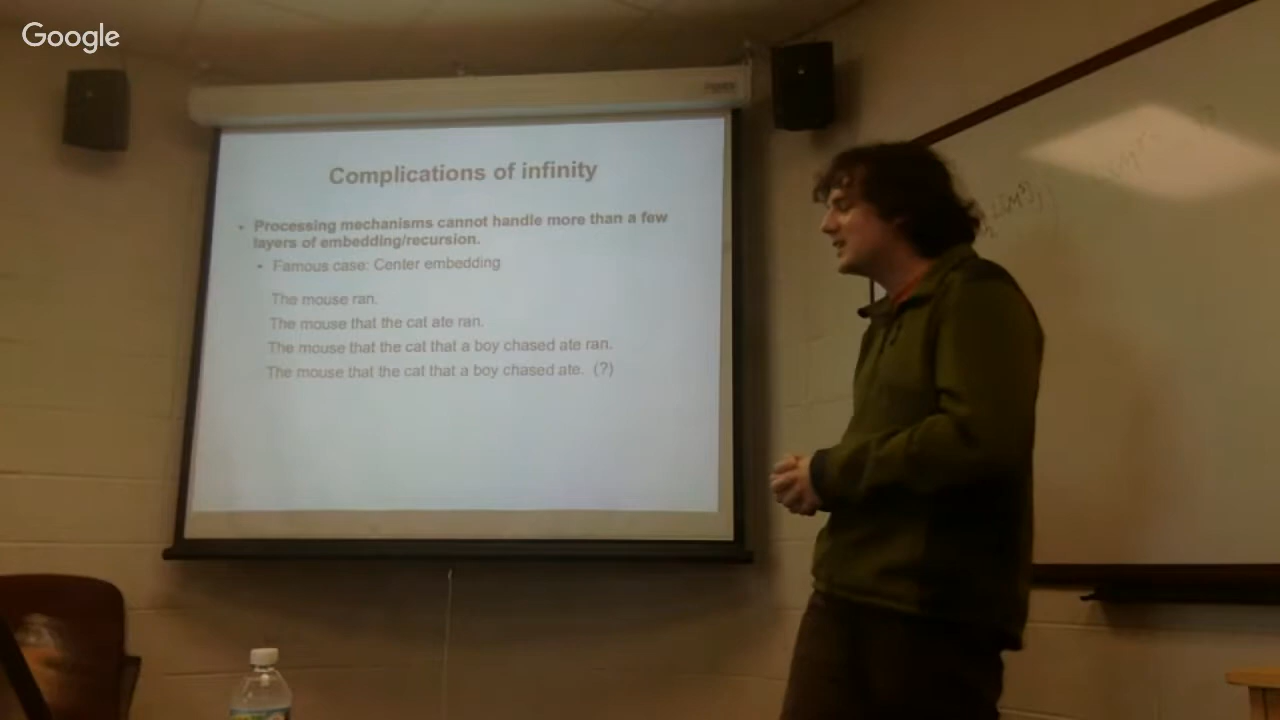 Google
Complications of infinity
• Processing mechanisms cannot handle more than a few
layers of embedding/recursion.
• Famous case: Center embedding
The mouse ran.
The mouse that the cat ate ran.
The mouse that the cat that a boy chased ate ran.
The mouse that the cat that a boy chased ate. (?)